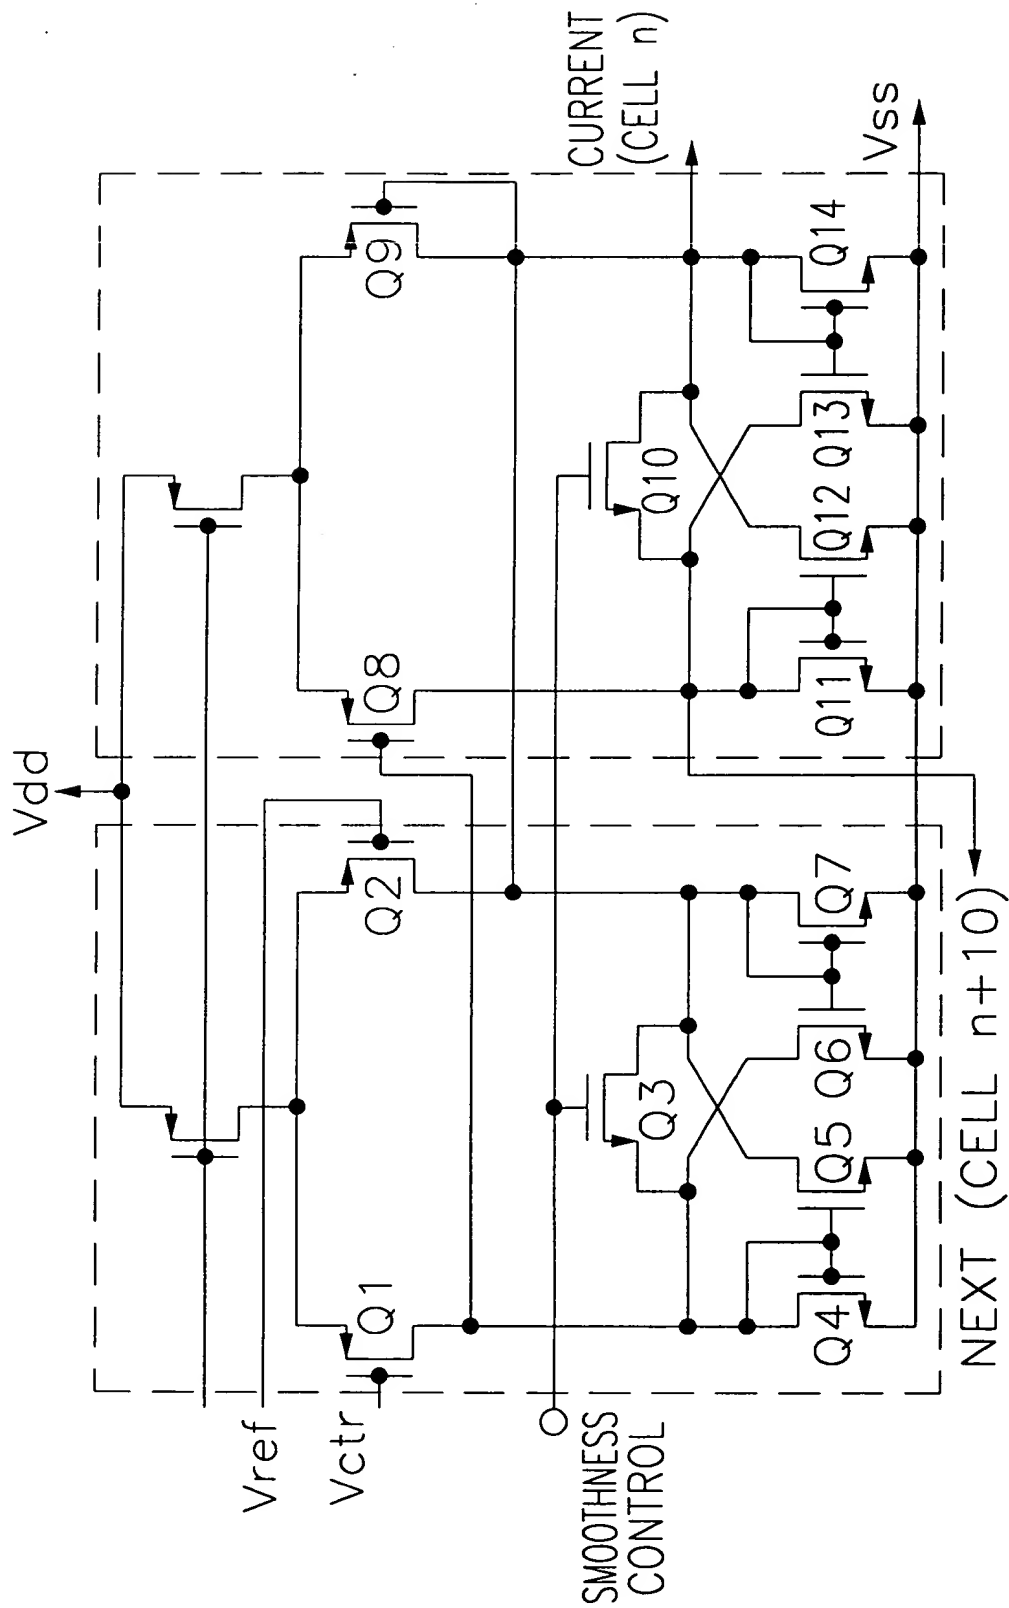 Vdd
Vref
Vctr
SMOOTHNESS
CONTROL
Q1
Q2
Q3
Q4
Q5
Q6
Q7
Q8
Q9
Q10
Q11
Q12
Q13
Q14
CURRENT
(CELL n)
Vss
NEXT (CELL n+10)